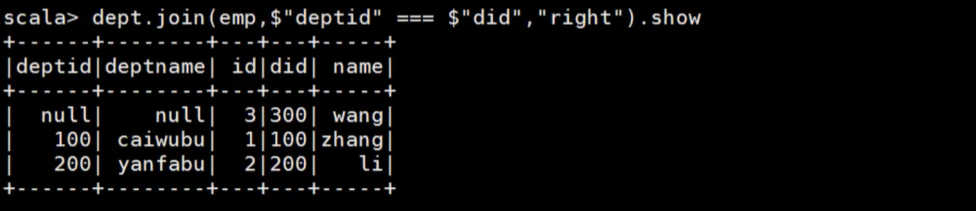 scala> dept.join(emp,$"deptid" === $"did","right").show
+------+--------+---+---+-----+
|deptid|deptname| id|did| name|
+------+--------+---+---+-----+
|  null|    null|  3|300| wang|
|   100| caiwubu|  1|100|zhang|
|   200| yanfabu|  2|200|   li|
+------+--------+---+---+-----+